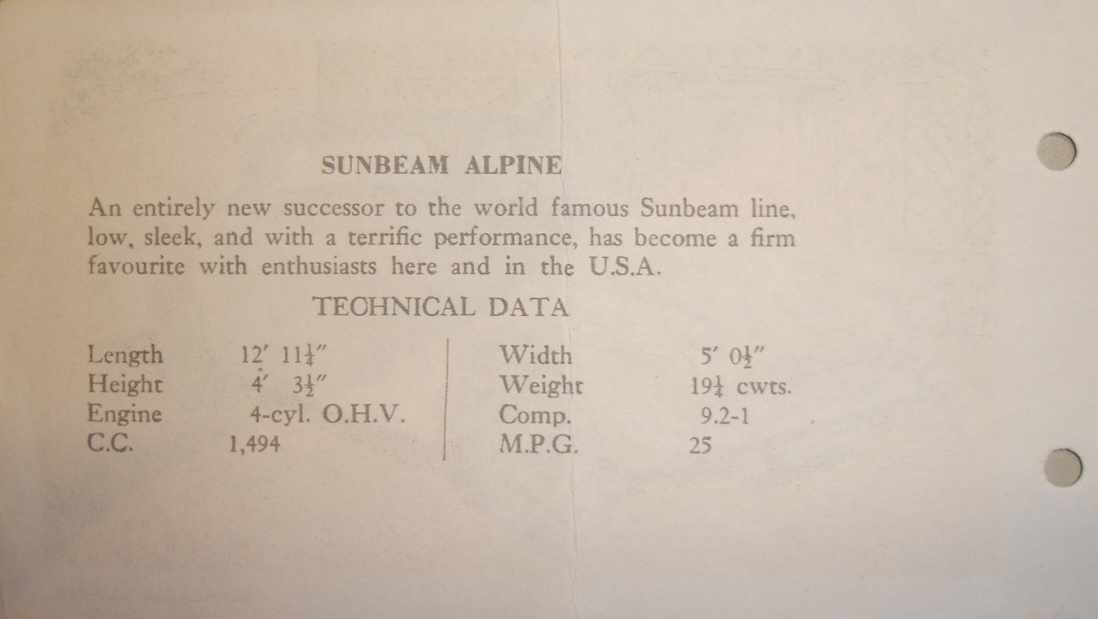 SUNBEAM ALPINE
An entirely new successor to the world famous Sunbeam line,
low, sleek, and with a terrific performance, has become a firm
favourite with enthusiasts here and in the U.S.A.
TECHNICAL DATA
Length 12′ 11¼″ Width 5′ 0½″
Height 4′ 3½″ Weight 19¼ cwts.
Engine 4-cyl. O.H.V. Comp. 9.2-1
C.C. 1,494 M.P.G. 25